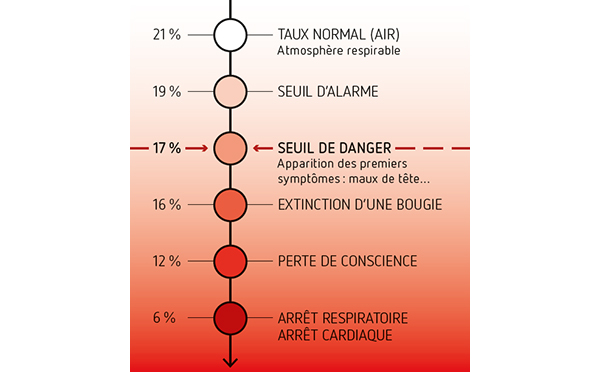 21 % TAUX NORMAL (AIR)
Atmosphère respirable
19 % SEUIL D'ALARME
17 % SEUIL DE DANGER
Apparition des premiers
symptômes : maux de tête...
16 % EXTINCTION D'UNE BOUGIE
12 % PERTE DE CONSCIENCE
6 % ARRÊT RESPIRATOIRE
ARRÊT CARDIAQUE